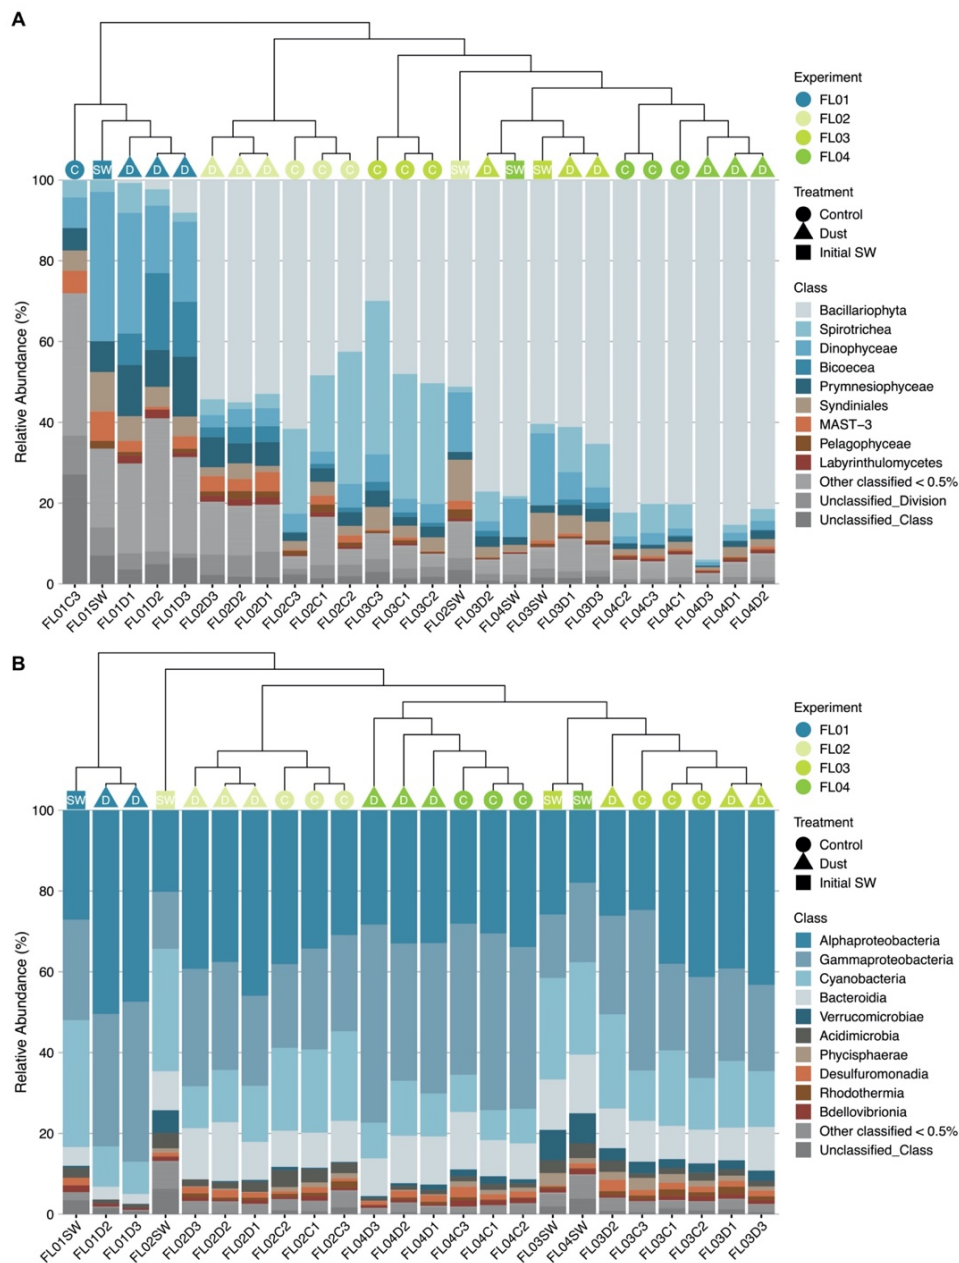 A
Experiment
FL01
FL02
FL03
FL04
Treatment
Control
Dust
Initial SW
Class
Bacillariophyta
Spirotrichea
Dinophyceae
Bicoecea
Prymnesiophyceae
Syndiniales
MAST−3
Pelagophyceae
Labyrinthulomycetes
Other classified < 0.5%
Unclassified_Division
Unclassified_Class
C SW D D D D D D C C C C C C SW D SW SW D D C C C D D D
Relative Abundance (%)
100
80
60
40
20
0
FL01C3 FL01SW FL01D1 FL01D2 FL01D3 FL02D3 FL02D2 FL02D1 FL02C3 FL02C1 FL02C2 FL03C3 FL03C1 FL03C2 FL02SW FL03D2 FL04SW FL03SW FL03D1 FL03D3 FL04C2 FL04C3 FL04C1 FL04D3 FL04D1 FL04D2
B
Experiment
FL01
FL02
FL03
FL04
Treatment
Control
Dust
Initial SW
Class
Alphaproteobacteria
Gammaproteobacteria
Cyanobacteria
Bacteroidia
Verrucomicrobiae
Acidimicrobia
Phycisphaerae
Desulfuromonadia
Rhodothermia
Bdellovibrionia
Other classified < 0.5%
Unclassified_Class
SW D D SW D D D C C C D D D C C C SW SW D C C C D D
Relative Abundance (%)
100
80
60
40
20
0
FL01SW FL01D2 FL01D3 FL02SW FL02D3 FL02D2 FL02D1 FL02C2 FL02C1 FL02C3 FL04D3 FL04D2 FL04D1 FL04C3 FL04C1 FL04C2 FL03SW FL04SW FL03D2 FL03C3 FL03C1 FL03C2 FL03D1 FL03D3